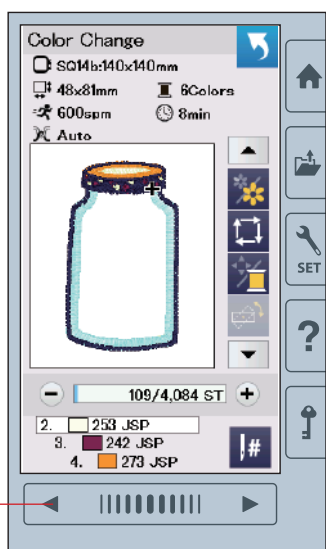 Color Change
SQ14b:140x140mm
48x81mm 6Colors
600spm 8min
Auto
SET
?
− 109/4,084 ST +
2. 253 JSP
3. 242 JSP
4. 273 JSP
#